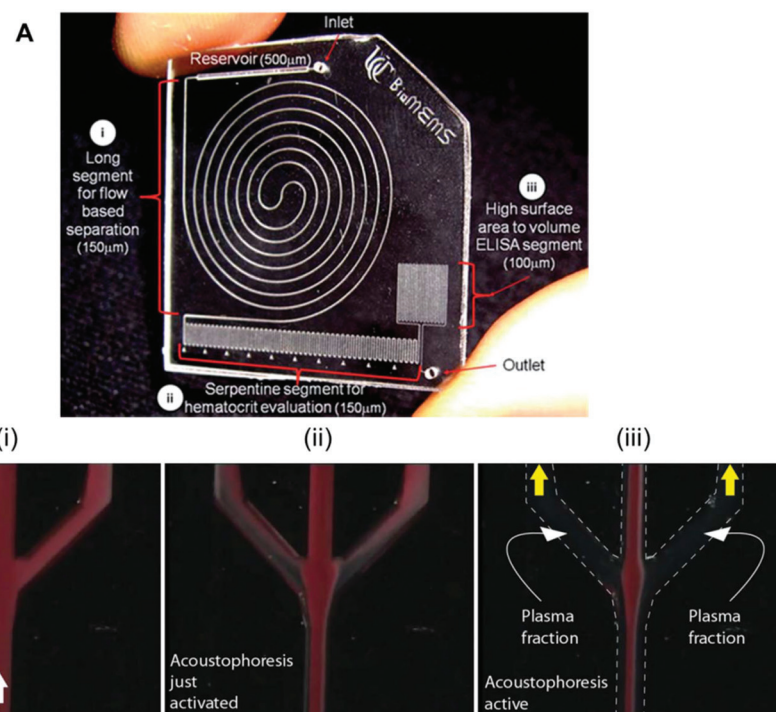 A
Inlet
Reservoir (500µm)
UC BioMEMS
i
Long
segment
for flow
based
separation
(150µm)
iii
High surface
area to volume
ELISA segment
(100µm)
Outlet
ii
Serpentine segment for
hematocrit evaluation (150µm)
(i)
(ii)
(iii)
Acoustophoresis
just
activated
Plasma
fraction
Plasma
fraction
Acoustophoresis
active